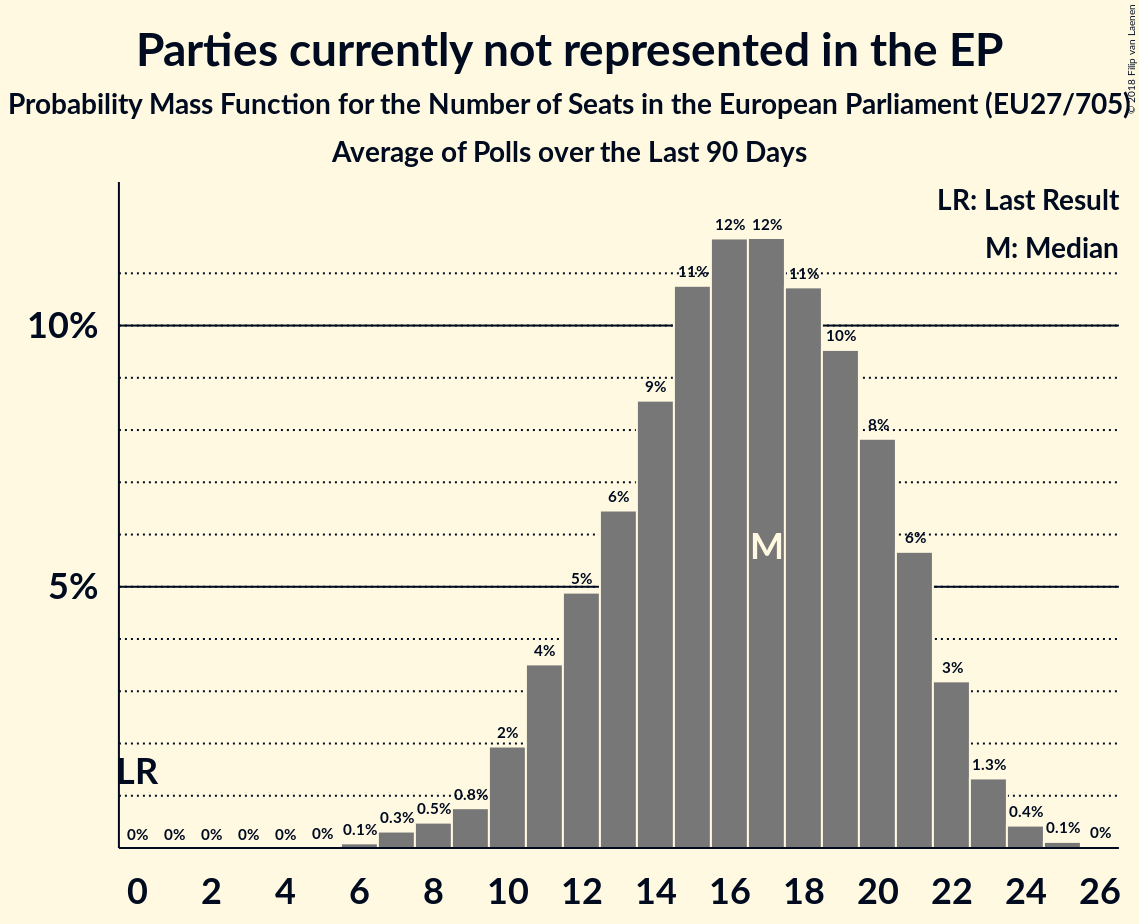 Parties currently not represented in the EP
Probability Mass Function for the Number of Seats in the European Parliament (EU27/705)
Average of Polls over the Last 90 Days
© 2018 Filip van Laenen
LR: Last Result
M: Median
10%
5%
LR
M
0% 0% 0% 0% 0% 0% 0.1% 0.3% 0.5% 0.8% 2% 4% 5% 6% 9% 11% 12% 12% 11% 10% 8% 6% 3% 1.3% 0.4% 0.1% 0%
0 2 4 6 8 10 12 14 16 18 20 22 24 26